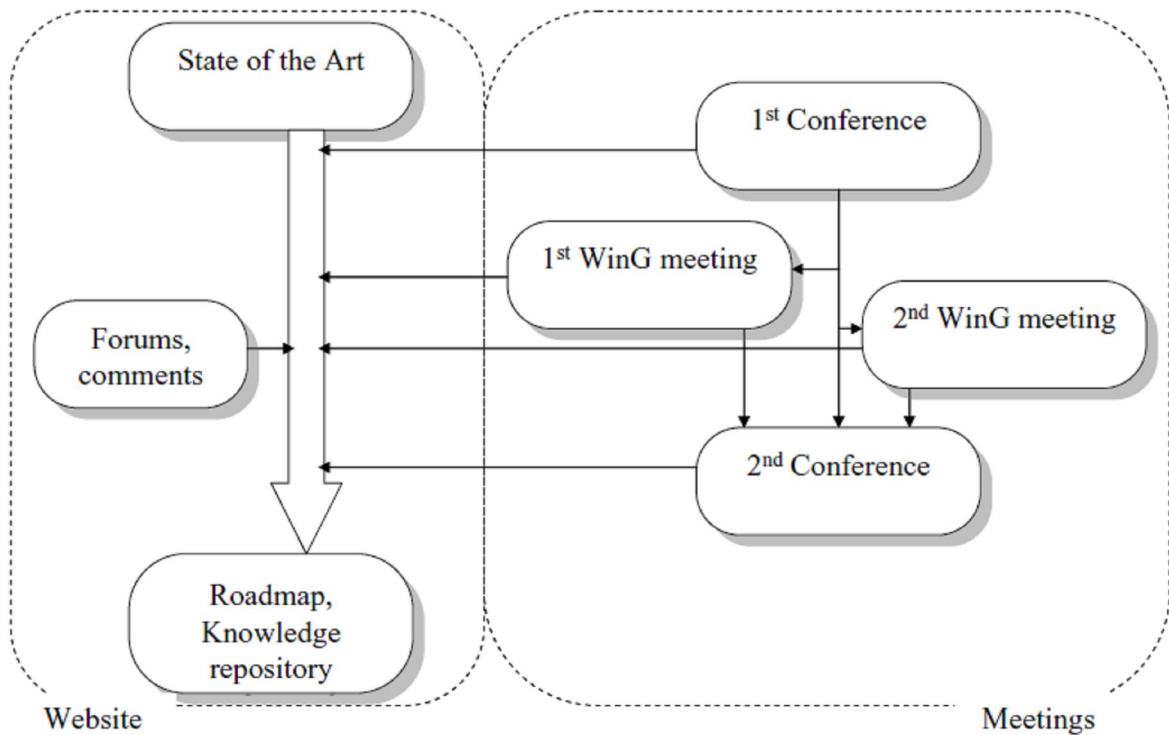 State of the Art
1st Conference
1st WinG meeting
2nd WinG meeting
Forums,
comments
2nd Conference
Roadmap,
Knowledge
repository
Website
Meetings